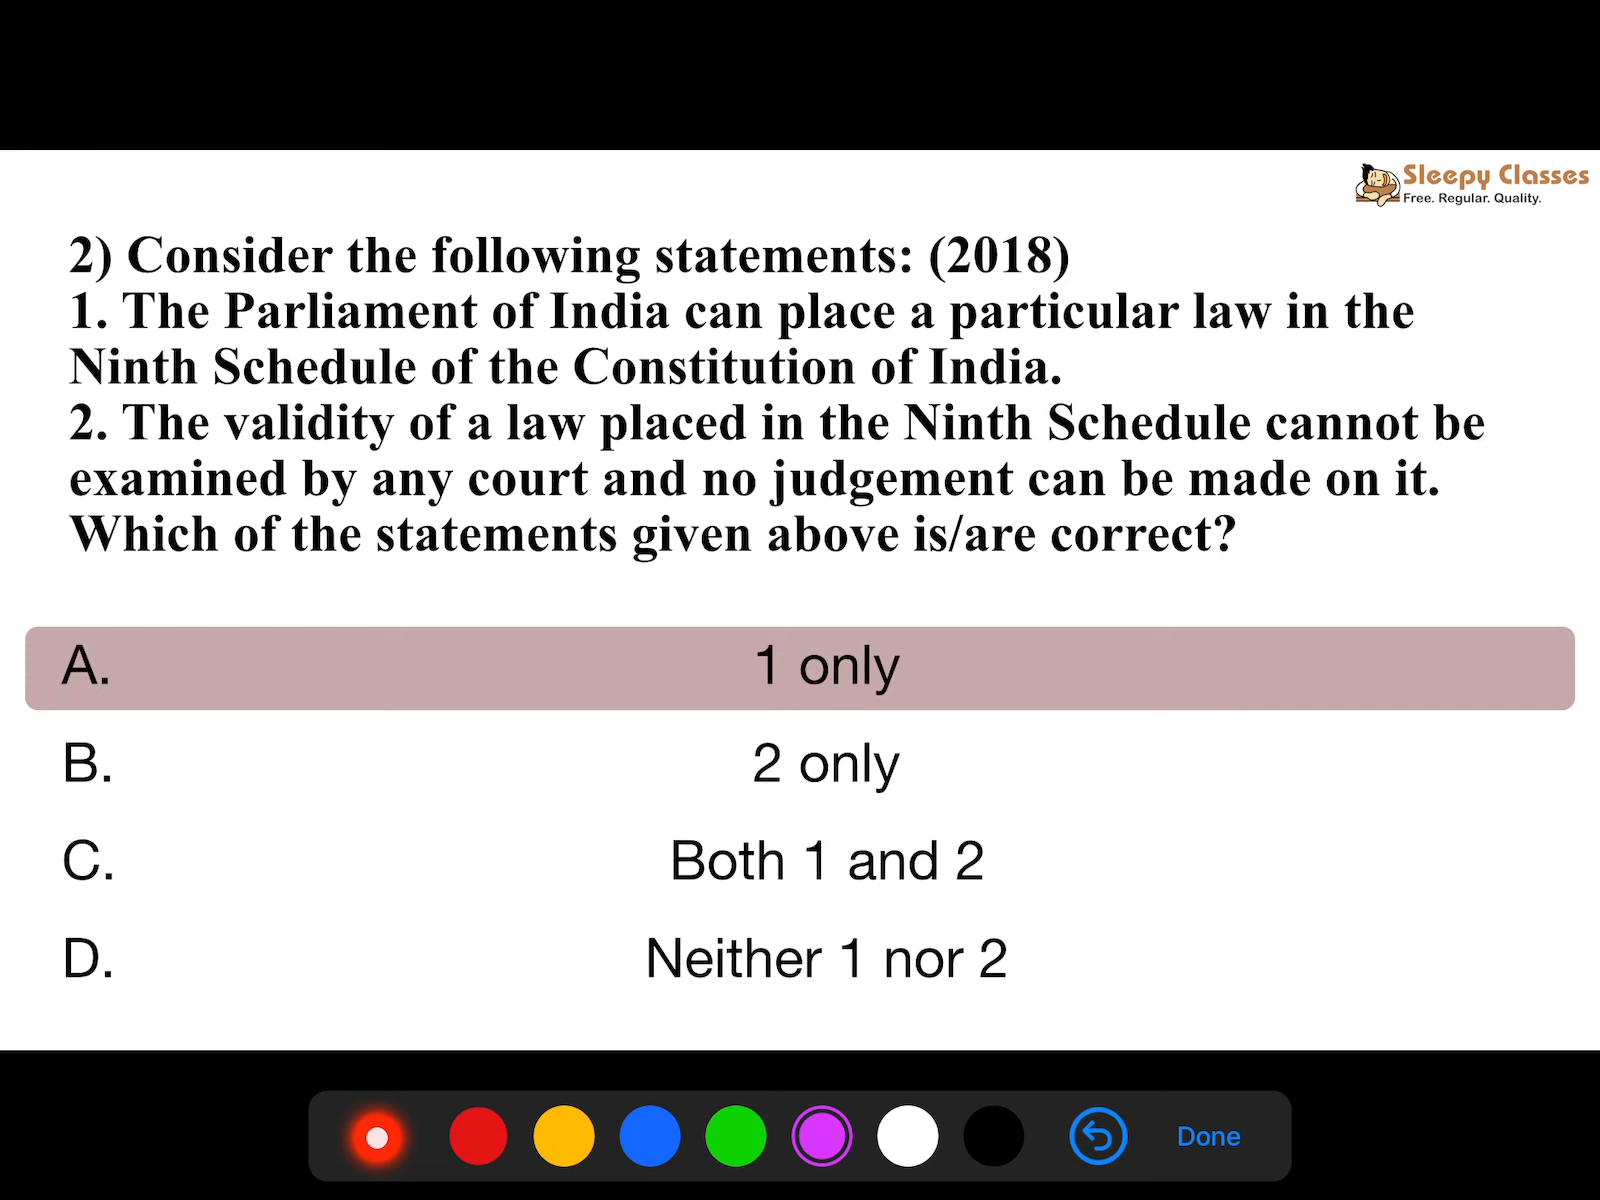 Sleepy Classes
Free. Regular. Quality.
2) Consider the following statements: (2018)
1. The Parliament of India can place a particular law in the
Ninth Schedule of the Constitution of India.
2. The validity of a law placed in the Ninth Schedule cannot be
examined by any court and no judgement can be made on it.
Which of the statements given above is/are correct?
A. 1 only
B. 2 only
C. Both 1 and 2
D. Neither 1 nor 2
Done